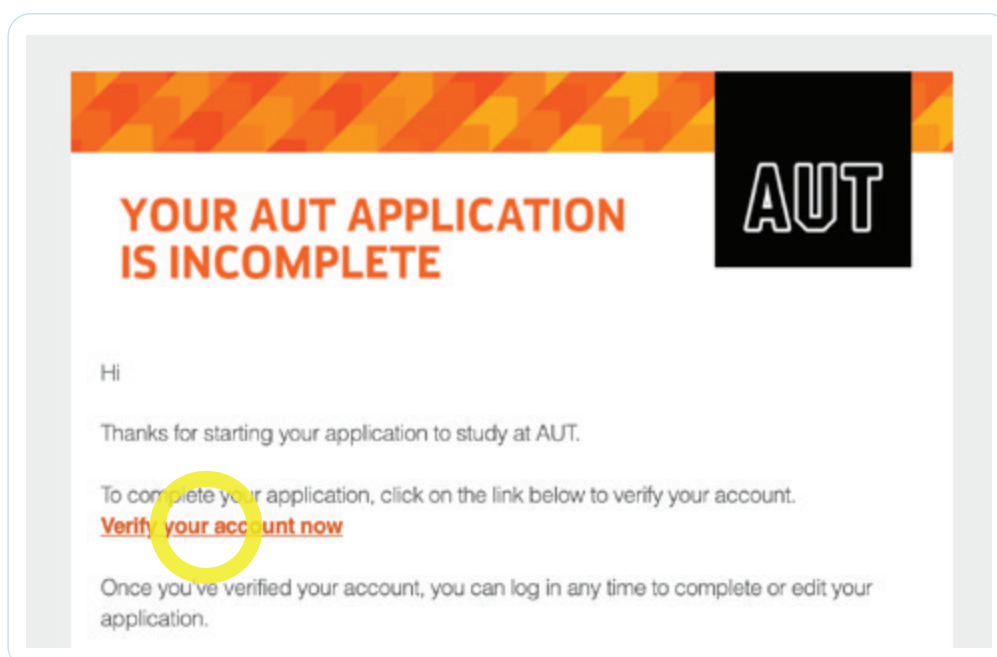 AUT
YOUR AUT APPLICATION
IS INCOMPLETE
Hi
Thanks for starting your application to study at AUT.
To complete your application, click on the link below to verify your account.
Verify your account now
Once you've verified your account, you can log in any time to complete or edit your
application.